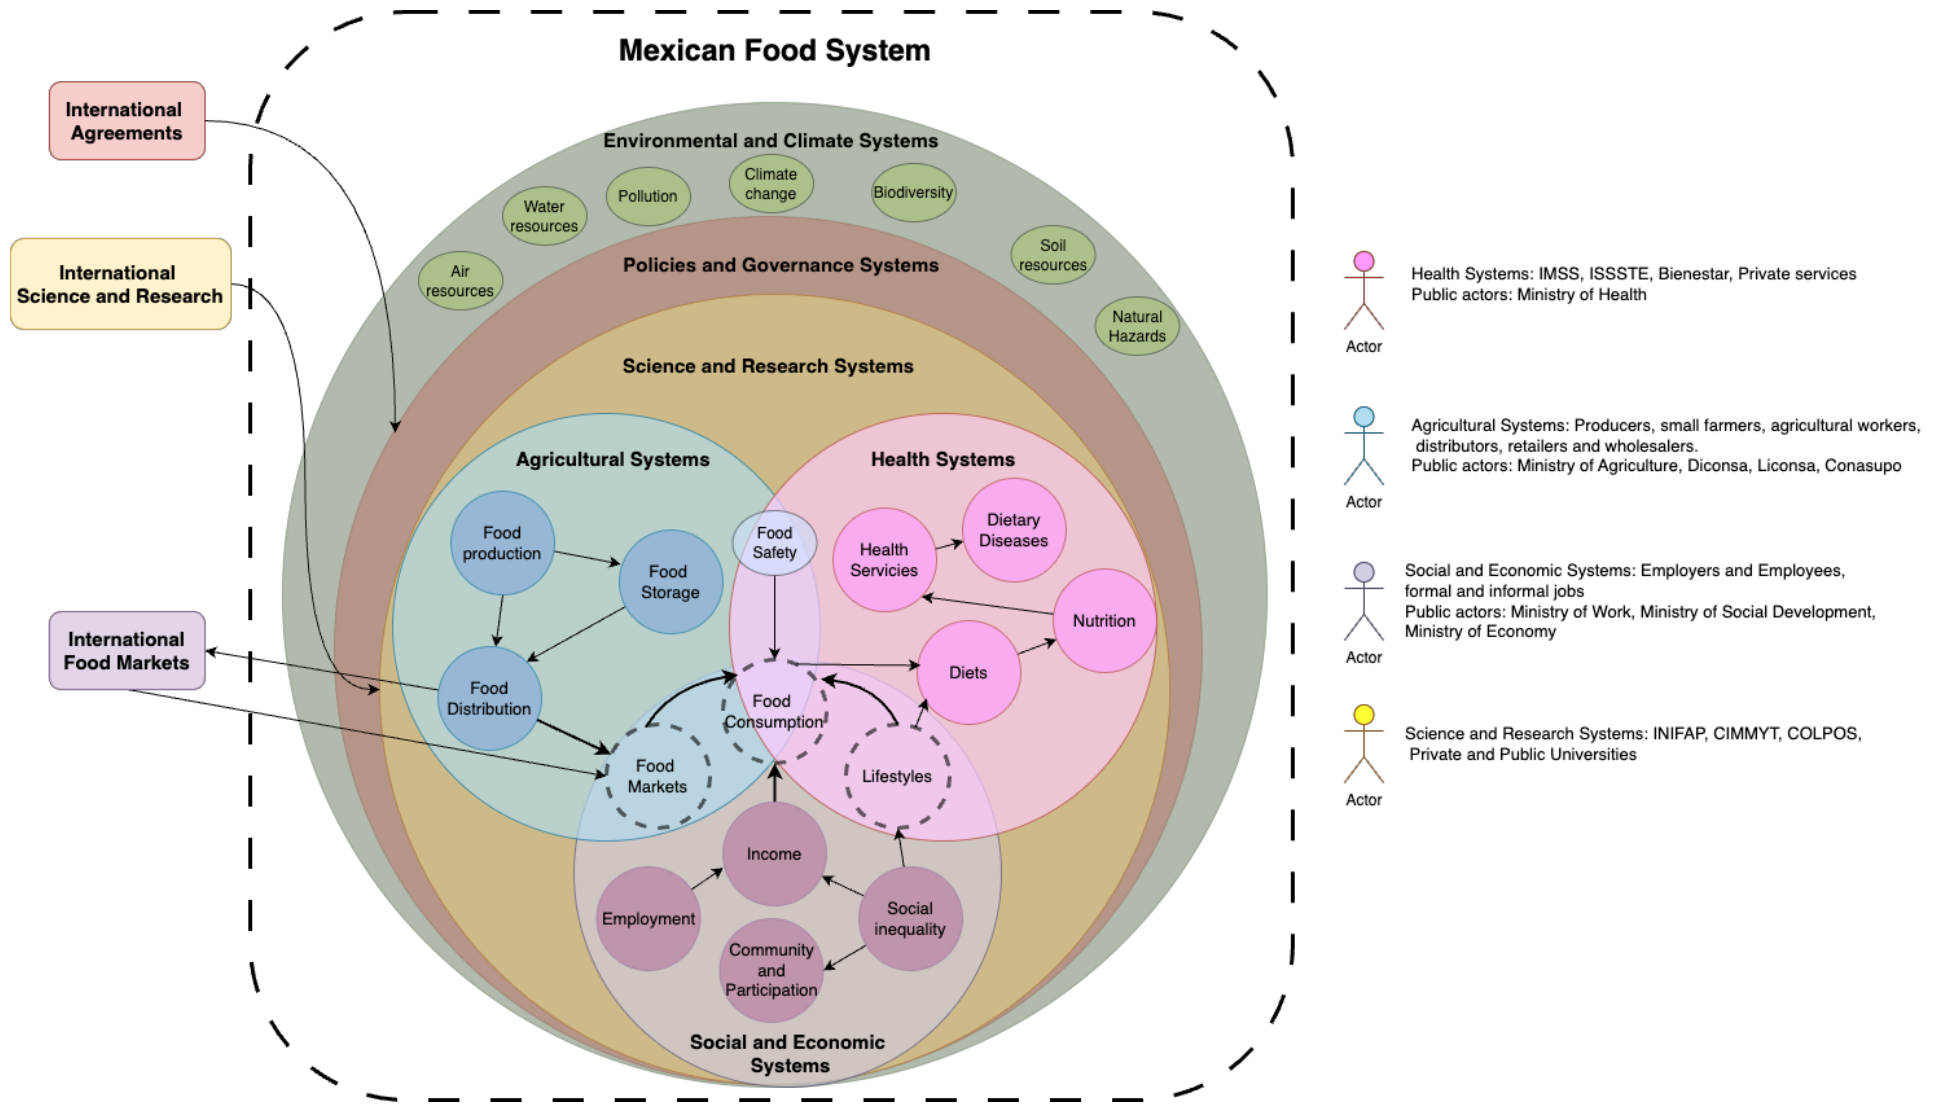 Mexican Food System
International
Agreements
International
Science and Research
International
Food Markets
Environmental and Climate Systems
Climate
change
Pollution
Biodiversity
Water
resources
Soil
resources
Air
resources
Natural
Hazards
Policies and Governance Systems
Science and Research Systems
Agricultural Systems
Food
production
Food
Storage
Food
Distribution
Food
Markets
Food
Safety
Food
Consumption
Health Systems
Dietary
Diseases
Health
Servicies
Nutrition
Diets
Lifestyles
Income
Employment
Social
inequality
Community
and
Participation
Social and Economic
Systems
Health Systems: IMSS, ISSSTE, Bienestar, Private services
Public actors: Ministry of Health
Actor
Agricultural Systems: Producers, small farmers, agricultural workers,
distributors, retailers and wholesalers.
Public actors: Ministry of Agriculture, Diconsa, Liconsa, Conasupo
Actor
Social and Economic Systems: Employers and Employees,
formal and informal jobs
Public actors: Ministry of Work, Ministry of Social Development,
Ministry of Economy
Actor
Science and Research Systems: INIFAP, CIMMYT, COLPOS,
Private and Public Universities
Actor